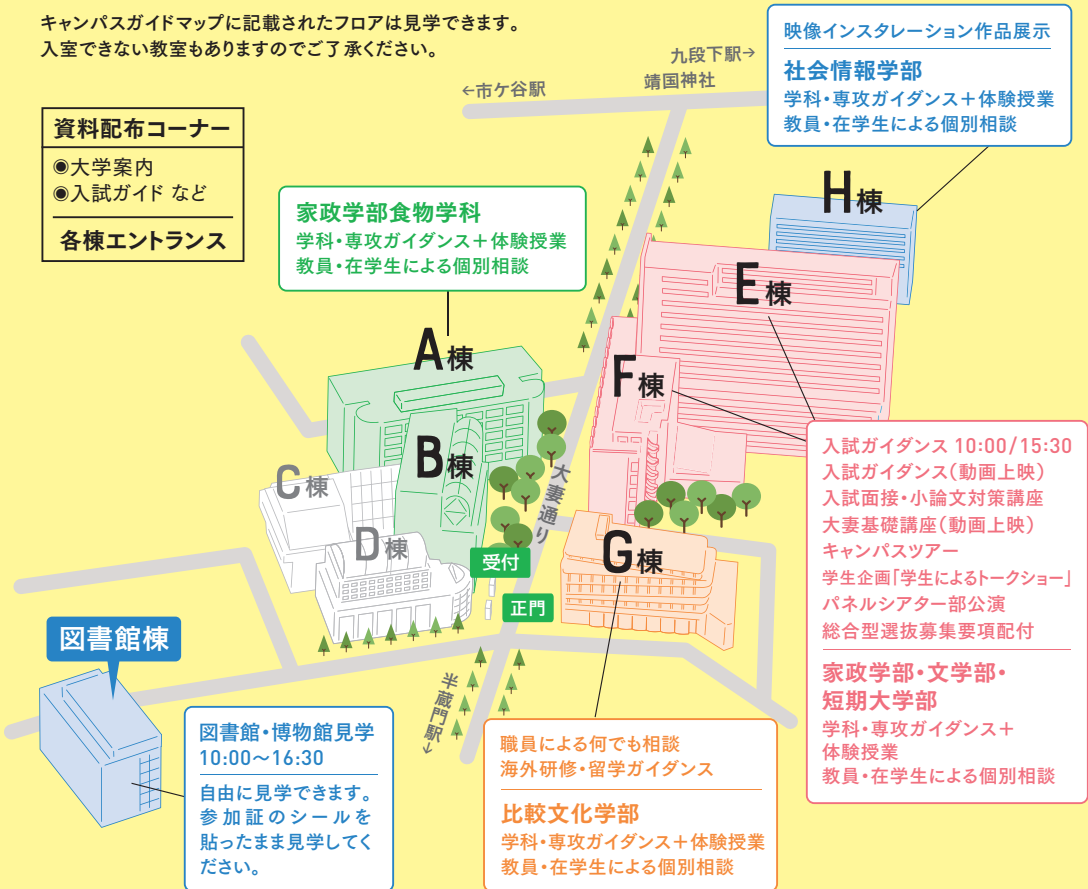 キャンパスガイドマップに記載されたフロアは見学できます。
入室できない教室もありますのでご了承ください。
資料配布コーナー
◉大学案内
◉入試ガイド など
各棟エントランス
←市ケ谷駅
九段下駅→
靖国神社
映像インスタレーション作品展示
社会情報学部
学科・専攻ガイダンス＋体験授業
教員・在学生による個別相談
家政学部食物学科
学科・専攻ガイダンス＋体験授業
教員・在学生による個別相談
H棟
E棟
A棟
F棟
B棟
C棟
D棟
G棟
大妻通り
受付
正門
半蔵門駅↓
入試ガイダンス 10:00/15:30
入試ガイダンス（動画上映）
入試面接・小論文対策講座
大妻基礎講座（動画上映）
キャンパスツアー
学生企画「学生によるトークショー」
パネルシアター部公演
総合型選抜募集要項配付
家政学部・文学部・
短期大学部
学科・専攻ガイダンス＋
体験授業
教員・在学生による個別相談
図書館棟
図書館・博物館見学
10:00〜16:30
自由に見学できます。
参加証のシールを
貼ったまま見学してく
ださい。
職員による何でも相談
海外研修・留学ガイダンス
比較文化学部
学科・専攻ガイダンス＋体験授業
教員・在学生による個別相談